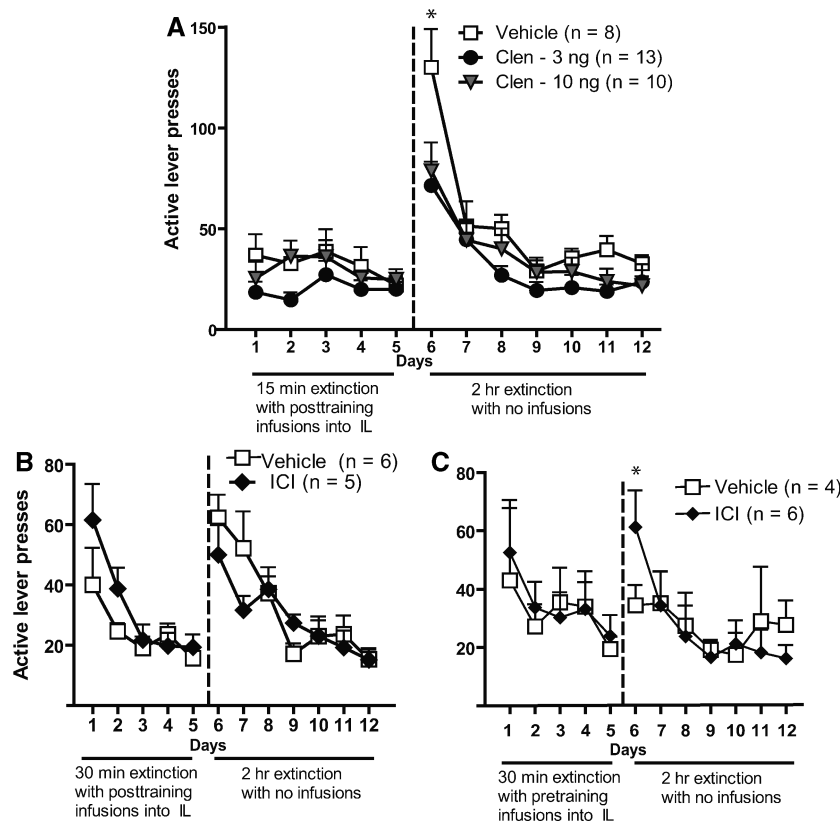 A
*
150
100
50
0
Active lever presses
Vehicle (n = 8)
Clen - 3 ng (n = 13)
Clen - 10 ng (n = 10)
1 2 3 4 5 6 7 8 9 10 11 12
Days
15 min extinction
with posttraining
infusions into IL
2 hr extinction
with no infusions
B
80
60
40
20
Active lever presses
Vehicle (n = 6)
ICI (n = 5)
1 2 3 4 5 6 7 8 9 10 11 12
Days
30 min extinction
with posttraining
infusions into IL
2 hr extinction
with no infusions
C
*
80
60
40
20
Vehicle (n = 4)
ICI (n = 6)
1 2 3 4 5 6 7 8 9 10 11 12
Days
30 min extinction
with pretraining
infusions into IL
2 hr extinction
with no infusions